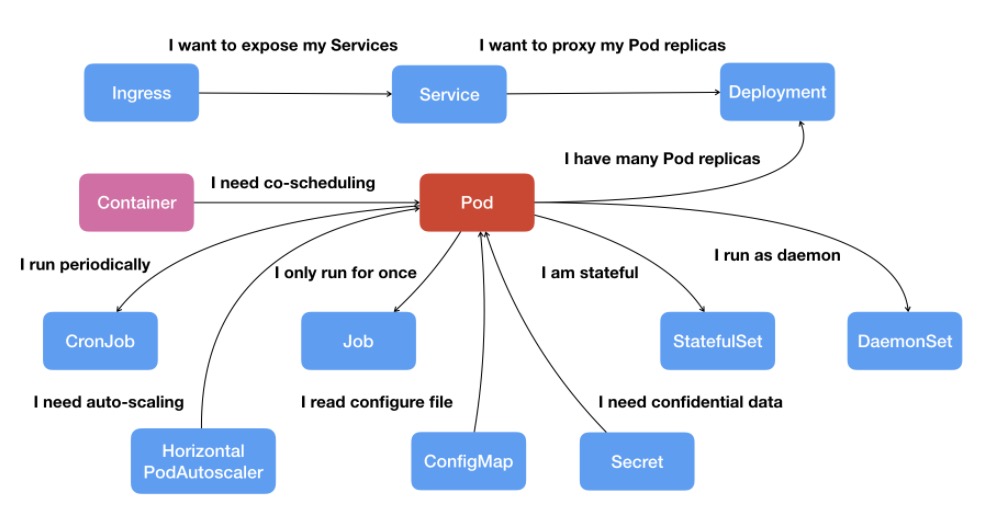 I want to expose my Services
I want to proxy my Pod replicas
Ingress
Service
Deployment
I have many Pod replicas
I need co-scheduling
Container
Pod
I run periodically
I only run for once
I am stateful
I run as daemon
CronJob
Job
StatefulSet
DaemonSet
I need auto-scaling
I read configure file
I need confidential data
Horizontal
PodAutoscaler
ConfigMap
Secret